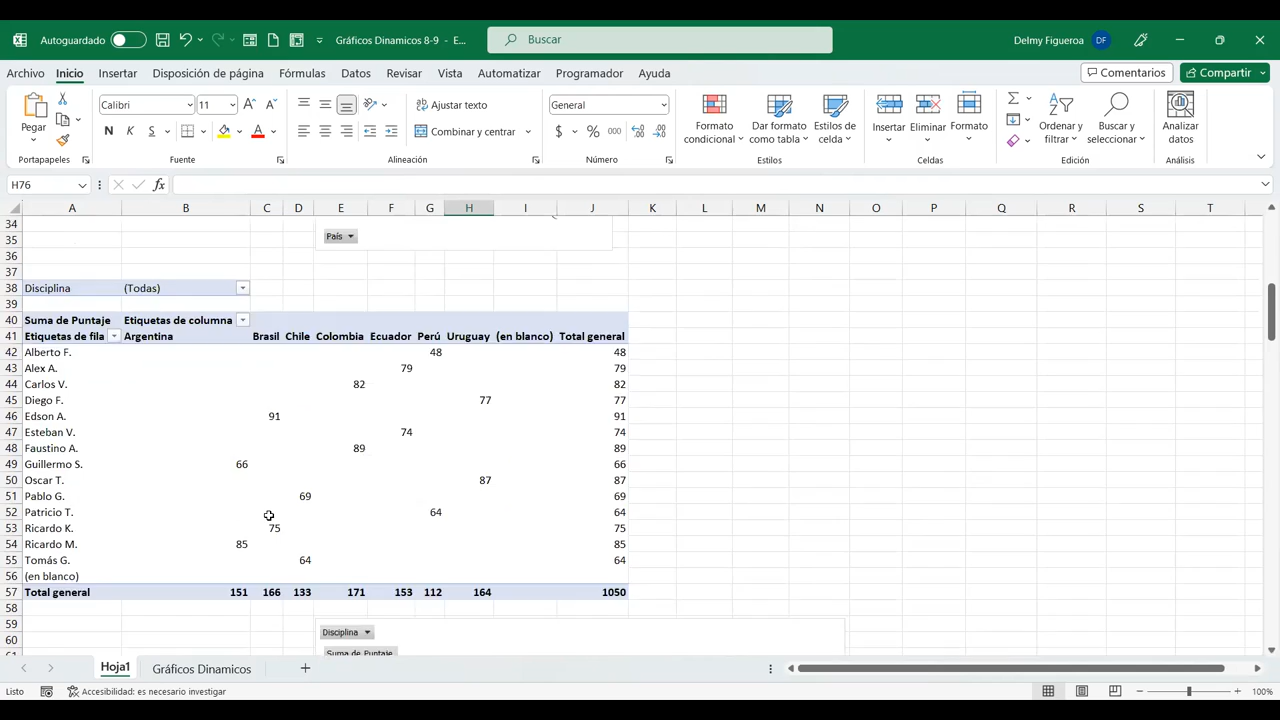 Autoguardado Gráficos Dinamicos 8-9 - E... Buscar Delmy Figueroa DF
Archivo Inicio Insertar Disposición de página Fórmulas Datos Revisar Vista Automatizar Programador Ayuda Comentarios Compartir
Pegar Calibri 11 Ajustar texto General Formato condicional Dar formato como tabla Estilos de celda Insertar Eliminar Formato Ordenar y filtrar Buscar y seleccionar Analizar datos
N K S Combinar y centrar $ % 000
Portapapeles Fuente Alineación Número Estilos Celdas Edición Análisis
H76 fx
A B C D E F G H I J K L M N O P Q R S T
34
35 País
36
37
38 Disciplina (Todas)
39
40 Suma de Puntaje Etiquetas de columna
41 Etiquetas de fila Argentina Brasil Chile Colombia Ecuador Perú Uruguay (en blanco) Total general
42 Alberto F. 48 48
43 Alex A. 79 79
44 Carlos V. 82 82
45 Diego F. 77 77
46 Edson A. 91 91
47 Esteban V. 74 74
48 Faustino A. 89 89
49 Guillermo S. 66 66
50 Oscar T. 87 87
51 Pablo G. 69 69
52 Patricio T. 64 64
53 Ricardo K. 75 75
54 Ricardo M. 85 85
55 Tomás G. 64 64
56 (en blanco)
57 Total general 151 166 133 171 153 112 164 1050
58
59 Disciplina
60
61 Suma de Puntaje
Hoja1 Gráficos Dinamicos
Listo Accesibilidad: es necesario investigar 100%